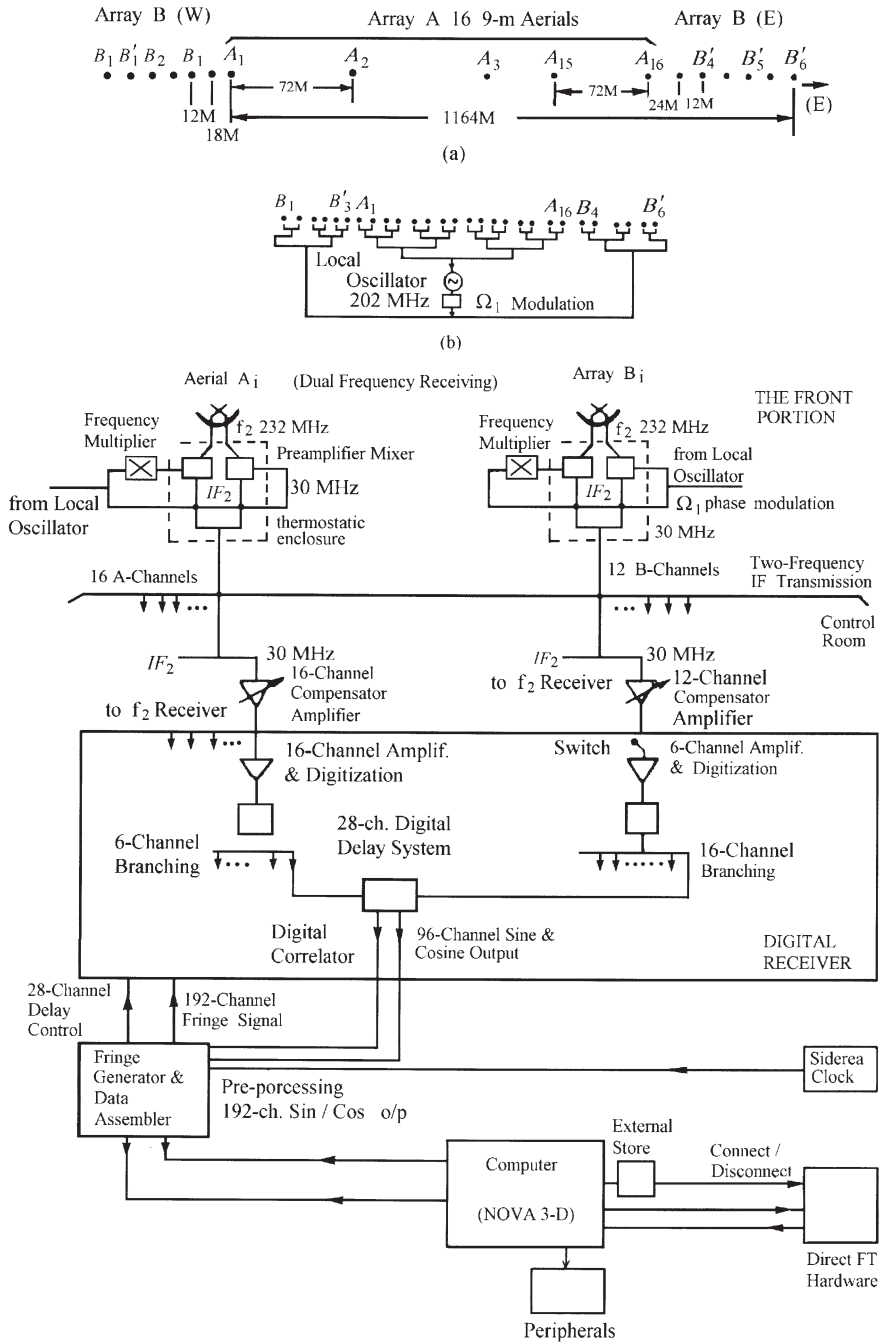 Array B (W)
Array A 16 9-m Aerials
Array B (E)
B1 B′1 B2 B1 A1 A2 A3 A15 A16 B′4 B′5 B′6
72M
72M
24M
12M
12M
18M
1164M
(E)
(a)
B1 B′3 A1 A16 B4 B′6
Local
Oscillator
202 MHz
Ω1 Modulation
(b)
Aerial Ai (Dual Frequency Receiving)
Array Bi
THE FRONT
PORTION
Frequency
Multiplier
f2 232 MHz
Preamplifier Mixer
IF2
30 MHz
from Local
Oscillator
thermostatic
enclosure
Frequency
Multiplier
f2 232 MHz
from Local
Oscillator
IF2
Ω1 phase modulation
30 MHz
16 A-Channels
12 B-Channels
Two-Frequency
IF Transmission
Control
Room
IF2
30 MHz
16-Channel
Compensator
Amplifier
to f2 Receiver
IF2
30 MHz
to f2 Receiver
12-Channel
Compensator
Amplifier
16-Channel Amplif.
& Digitization
Switch
6-Channel Amplif.
& Digitization
28-ch. Digital
Delay System
6-Channel
Branching
16-Channel
Branching
Digital
Correlator
96-Channel Sine &
Cosine Output
DIGITAL
RECEIVER
28-Channel
Delay
Control
192-Channel
Fringe Signal
Fringe
Generator &
Data
Assembler
Pre-porcessing
192-ch. Sin / Cos o/p
Siderea
Clock
External
Store
Computer
(NOVA 3-D)
Connect /
Disconnect
Direct FT
Hardware
Peripherals